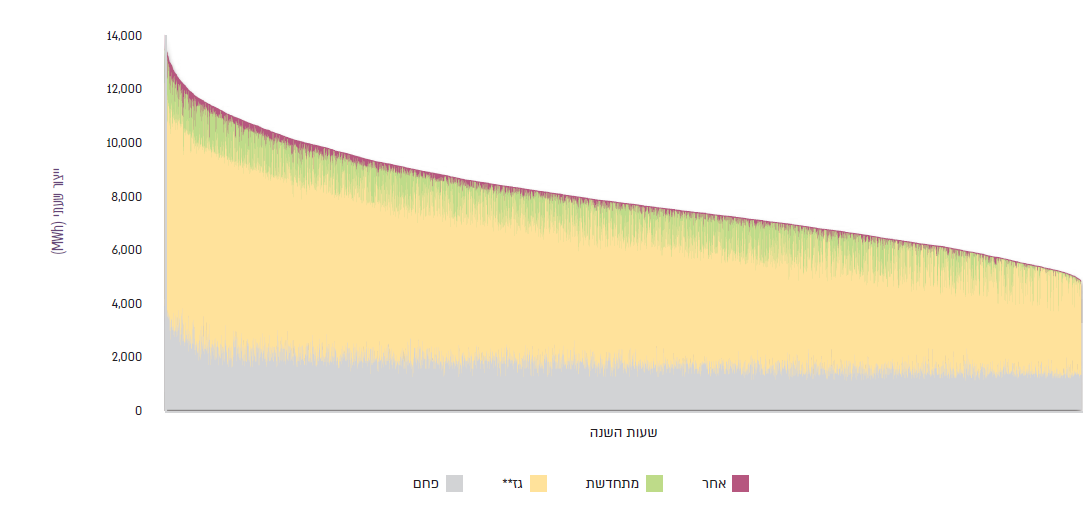 14,000
12,000
10,000
8,000
6,000
4,000
2,000
0
ייצור שעתי (MWh)
שעות השנה
אחר
מתחדשת
גז**
פחם